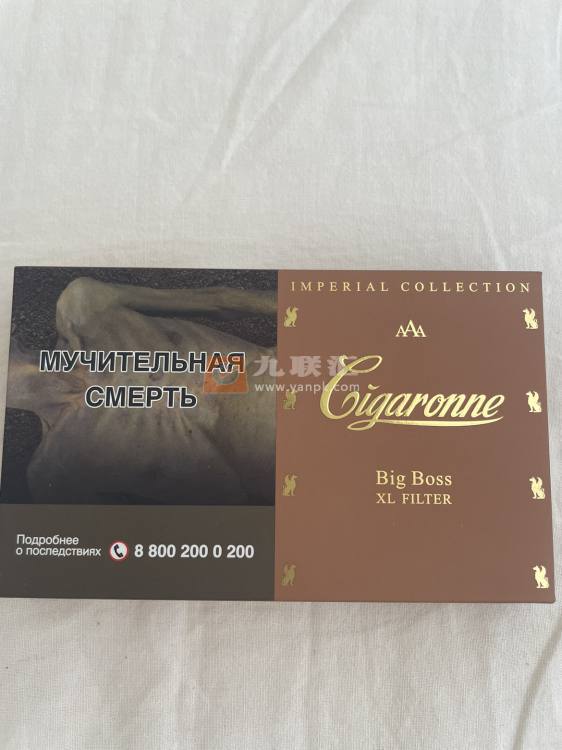 МУЧИТЕЛЬНАЯ
СМЕРТЬ
Подробнее
о последствиях
8 800 200 0 200
IMPERIAL COLLECTION
AAA
Cigaronne
Big Boss
XL FILTER
九联汇
www.yanpk.com